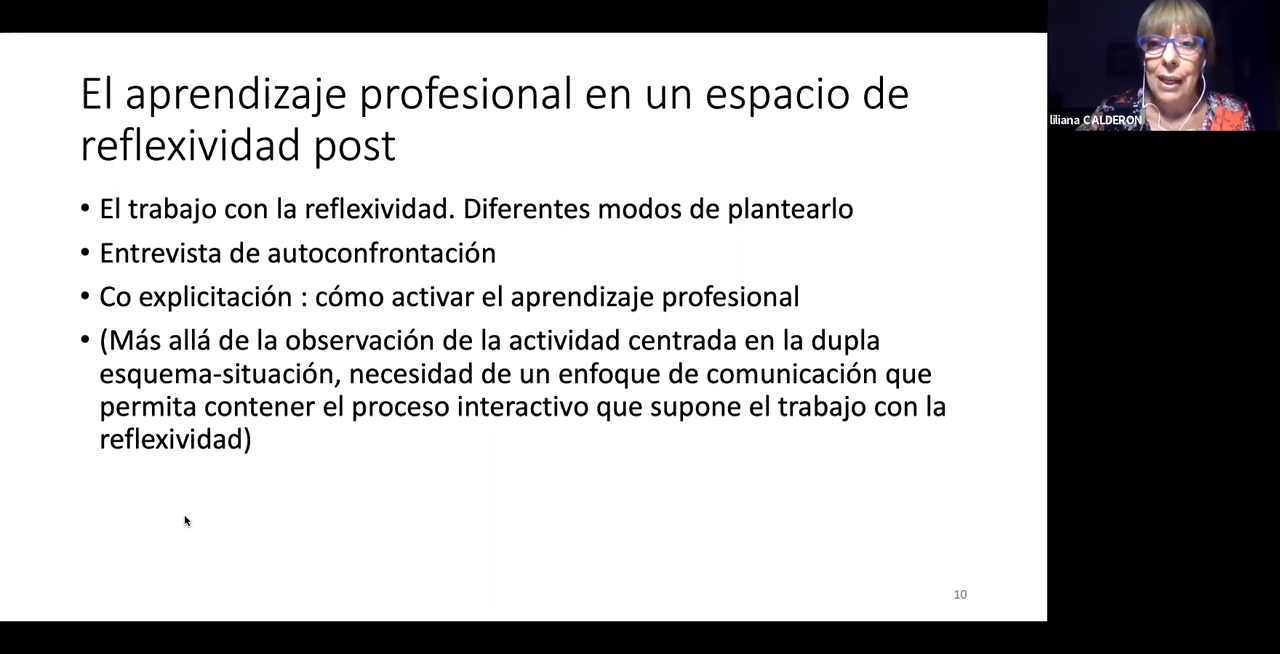 El aprendizaje profesional en un espacio de
reflexividad post
• El trabajo con la reflexividad. Diferentes modos de plantearlo
• Entrevista de autoconfrontación
• Co explicitación : cómo activar el aprendizaje profesional
• (Más allá de la observación de la actividad centrada en la dupla
esquema-situación, necesidad de un enfoque de comunicación que
permita contener el proceso interactivo que supone el trabajo con la
reflexividad)
10
liliana CALDERON